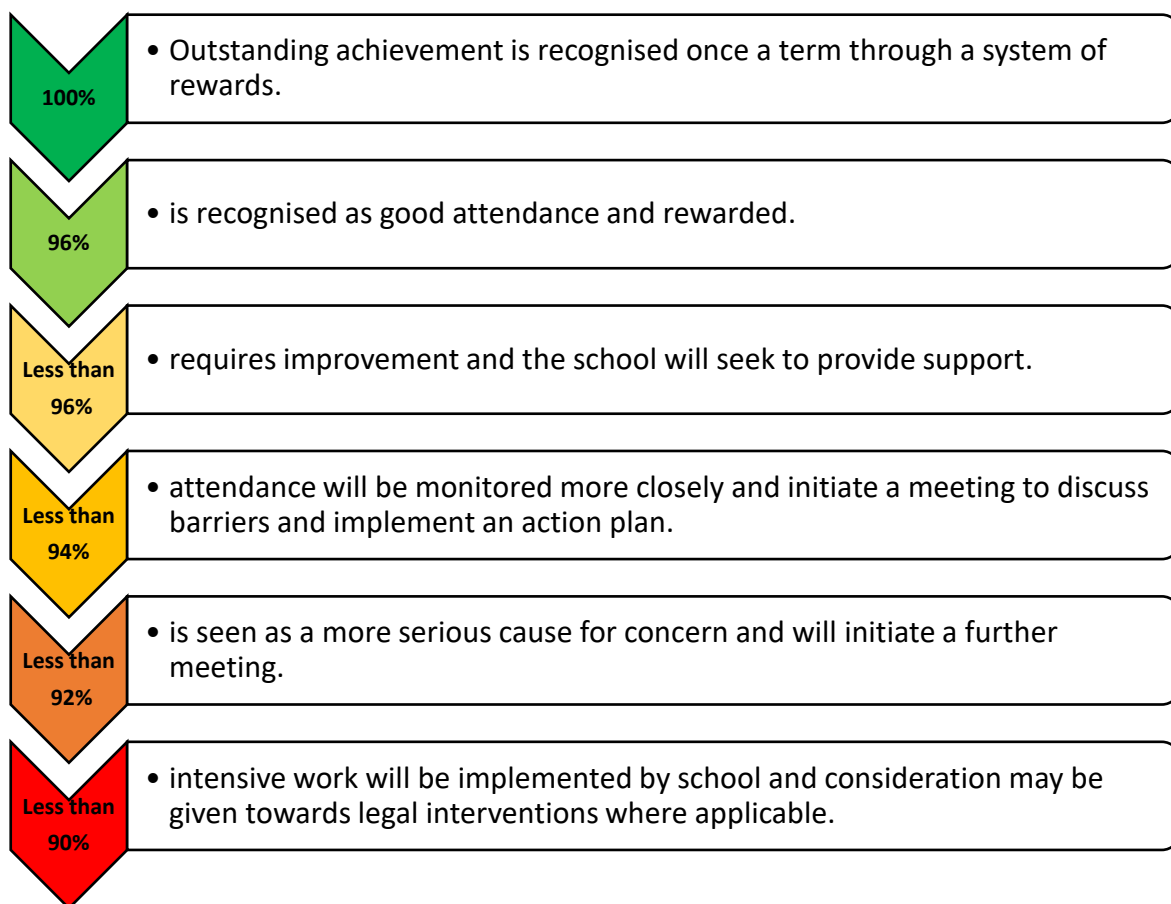 100%
• Outstanding achievement is recognised once a term through a system of
rewards.
96%
• is recognised as good attendance and rewarded.
Less than
96%
• requires improvement and the school will seek to provide support.
Less than
94%
• attendance will be monitored more closely and initiate a meeting to discuss
barriers and implement an action plan.
Less than
92%
• is seen as a more serious cause for concern and will initiate a further
meeting.
Less than
90%
• intensive work will be implemented by school and consideration may be
given towards legal interventions where applicable.